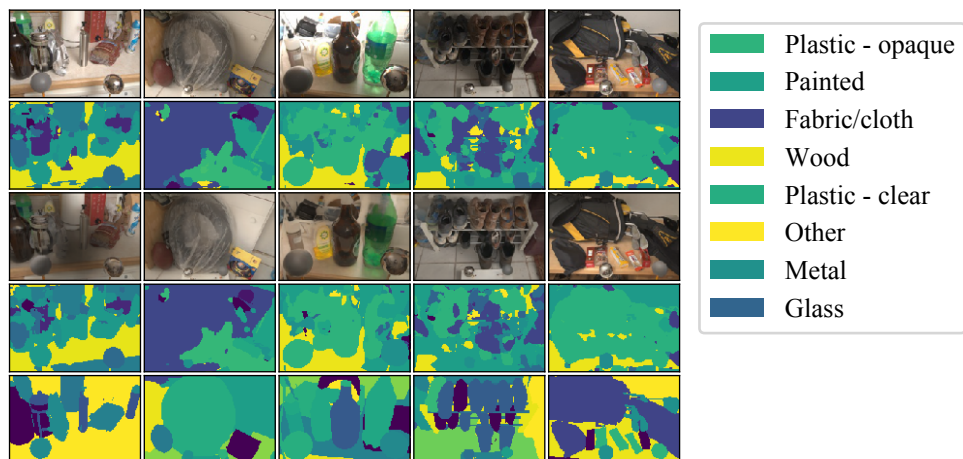 Plastic - opaque
Painted
Fabric/cloth
Wood
Plastic - clear
Other
Metal
Glass